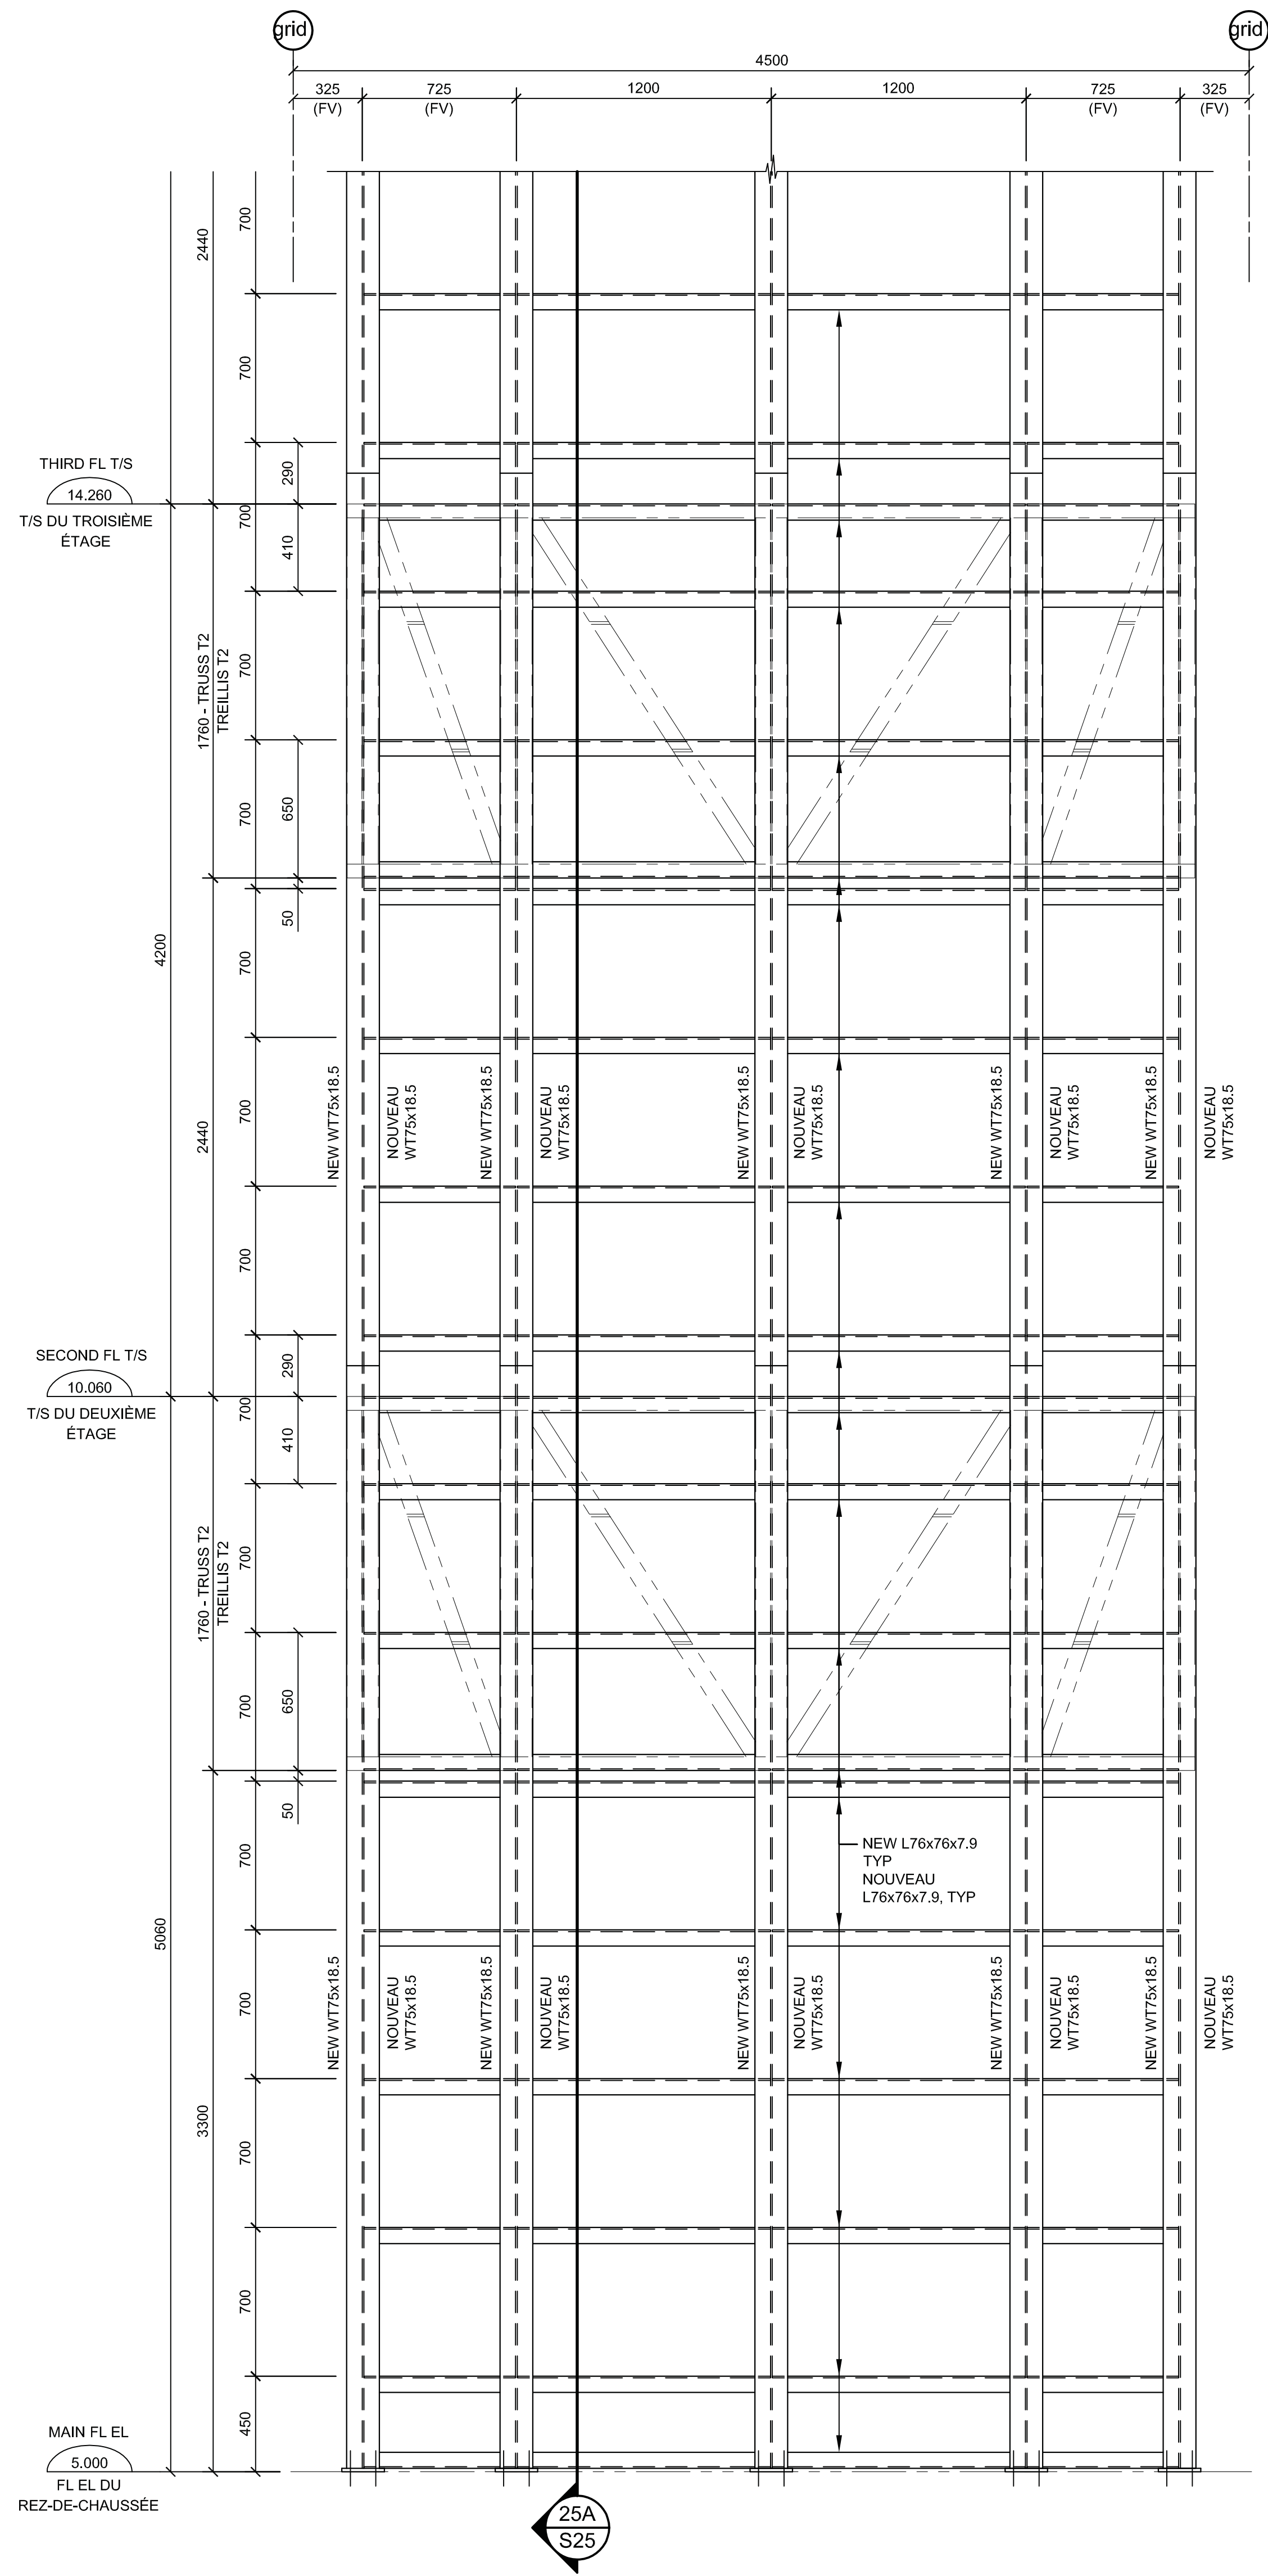 grid
grid
4500
325
(FV)
725
(FV)
1200
1200
725
(FV)
325
(FV)
2440
700
700
THIRD FL T/S
14.260
T/S DU TROISIÈME
ÉTAGE
290
700
410
1760 - TRUSS T2
TREILLIS T2
700
700
650
50
4200
700
2440
700
700
NEW WT75x18.5
NOUVEAU
WT75x18.5
NEW WT75x18.5
NOUVEAU
WT75x18.5
NEW WT75x18.5
NOUVEAU
WT75x18.5
NEW WT75x18.5
NOUVEAU
WT75x18.5
NEW WT75x18.5
NOUVEAU
WT75x18.5
SECOND FL T/S
10.060
T/S DU DEUXIÈME
ÉTAGE
290
700
410
1760 - TRUSS T2
TREILLIS T2
700
700
650
50
700
NEW L76x76x7.9
TYP
NOUVEAU
L76x76x7.9, TYP
5060
700
3300
700
700
450
NEW WT75x18.5
NOUVEAU
WT75x18.5
NEW WT75x18.5
NOUVEAU
WT75x18.5
NEW WT75x18.5
NOUVEAU
WT75x18.5
NEW WT75x18.5
NOUVEAU
WT75x18.5
NEW WT75x18.5
NOUVEAU
WT75x18.5
MAIN FL EL
5.000
FL EL DU
REZ-DE-CHAUSSÉE
25A
S25